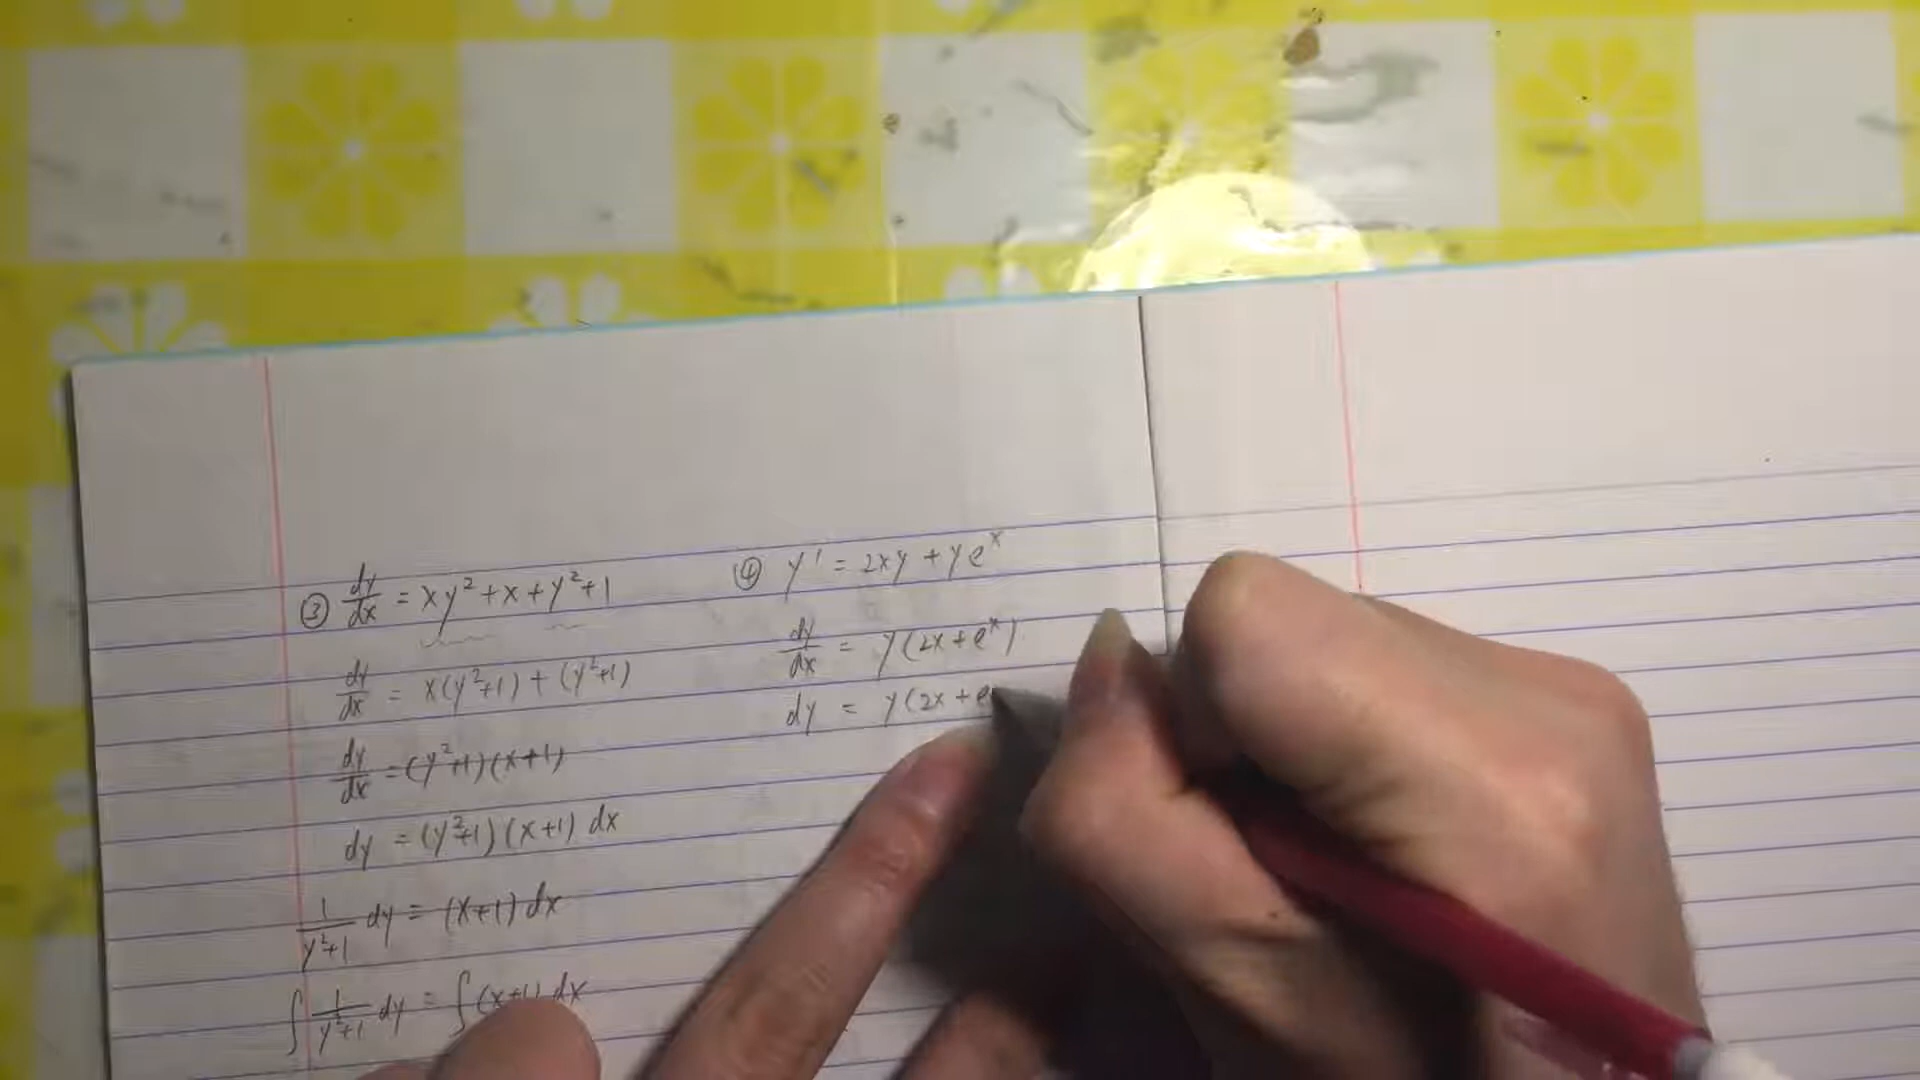 ③ dy/dx = xy² + x + y² + 1
dy/dx = x(y²+1) + (y²+1)
dy/dx = (y²+1)(x+1)
dy = (y²+1)(x+1) dx
1/(y²+1) dy = (x+1) dx
∫ 1/(y²+1) dy = ∫ (x+1) dx
④ y' = 2xy + ye^x
dy/dx = y(2x + e^x)
dy = y(2x + e